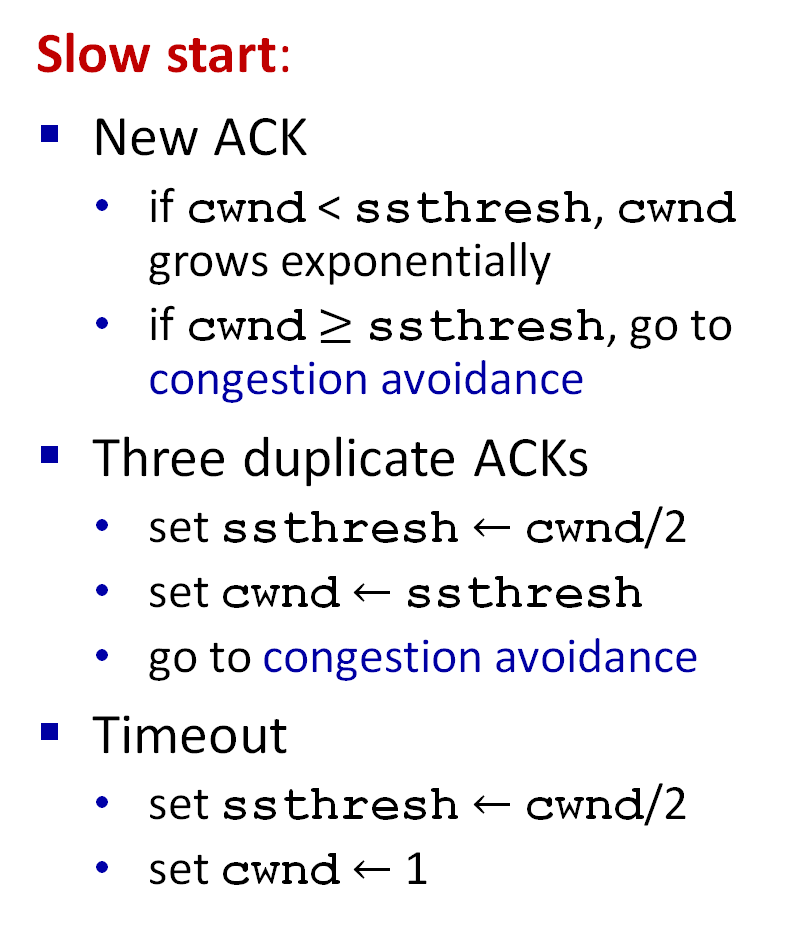 Slow start:
▪ New ACK
• if cwnd < ssthresh, cwnd
grows exponentially
• if cwnd ≥ ssthresh, go to
congestion avoidance
▪ Three duplicate ACKs
• set ssthresh ← cwnd/2
• set cwnd ← ssthresh
• go to congestion avoidance
▪ Timeout
• set ssthresh ← cwnd/2
• set cwnd ← 1